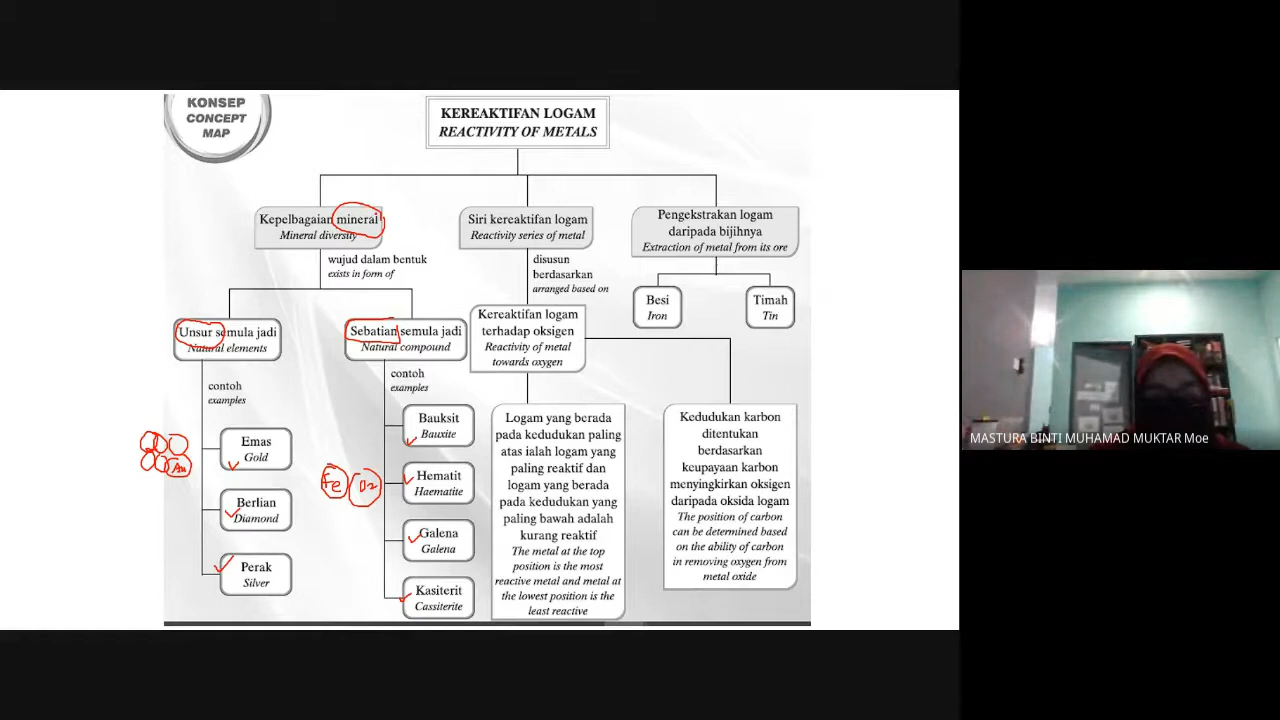 KONSEP
CONCEPT
MAP
KEREAKTIFAN LOGAM
REACTIVITY OF METALS
Kepelbagaian mineral
Mineral diversity
wujud dalam bentuk
exists in form of
Unsur semula jadi
Natural elements
contoh
examples
Emas
Gold
Au
Berlian
Diamond
Perak
Silver
Sebatian semula jadi
Natural compound
contoh
examples
Bauksit
Bauxite
Fe
O2
Hematit
Haematite
Galena
Galena
Kasiterit
Cassiterite
Siri kereaktifan logam
Reactivity series of metal
disusun
berdasarkan
arranged based on
Kereaktifan logam
terhadap oksigen
Reactivity of metal
towards oxygen
Logam yang berada
pada kedudukan paling
atas ialah logam yang
paling reaktif dan
logam yang berada
pada kedudukan yang
paling bawah adalah
kurang reaktif
The metal at the top
position is the most
reactive metal and metal at
the lowest position is the
least reactive
Kedudukan karbon
ditentukan
berdasarkan
keupayaan karbon
menyingkirkan oksigen
daripada oksida logam
The position of carbon
can be determined based
on the ability of carbon
in removing oxygen from
metal oxide
Pengekstrakan logam
daripada bijihnya
Extraction of metal from its ore
Besi
Iron
Timah
Tin
MASTURA BINTI MUHAMAD MUKTAR Moe